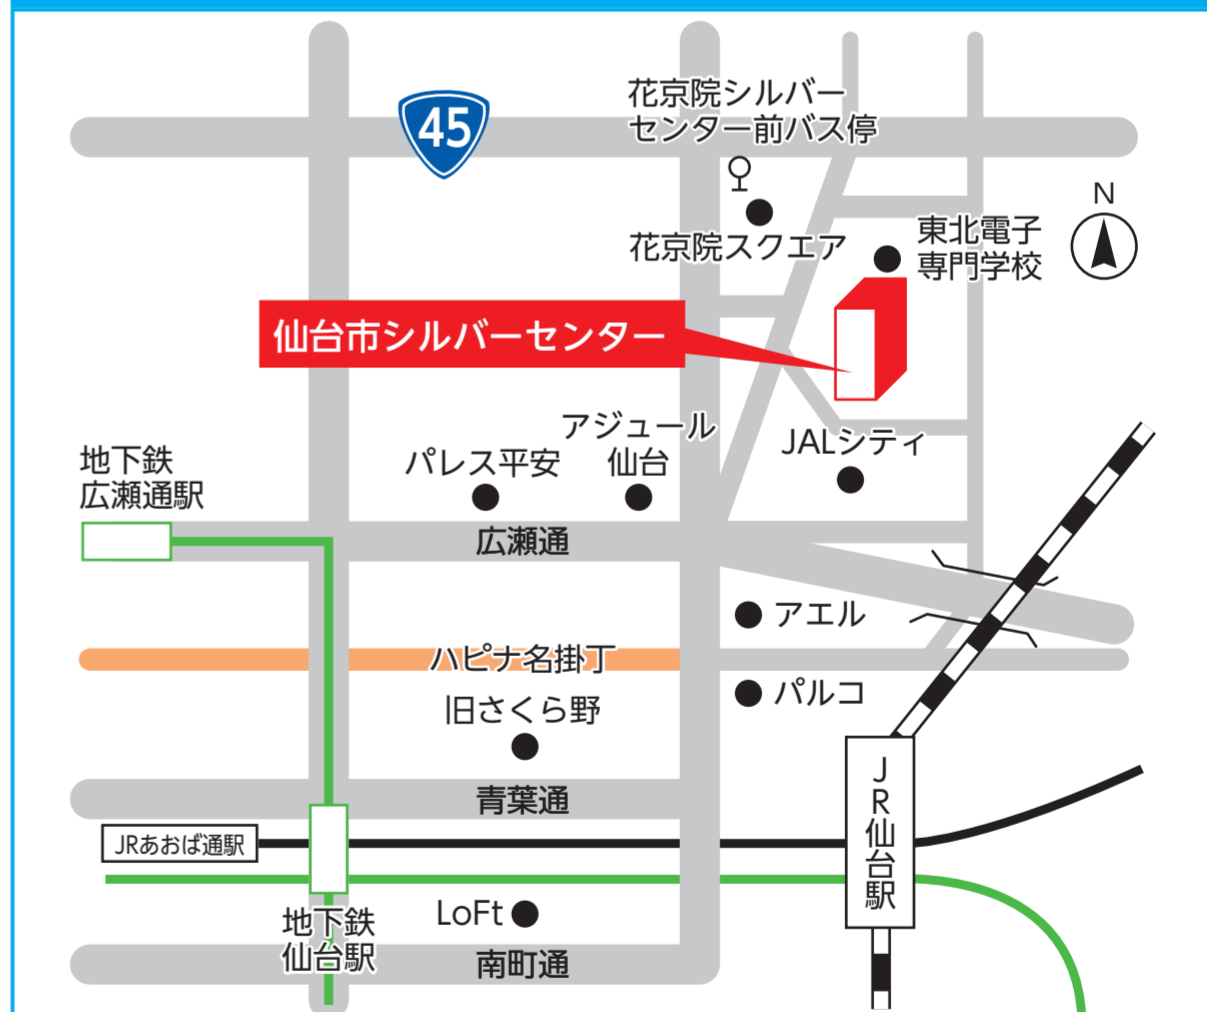 花京院シルバー
センター前バス停
45
N
花京院スクエア
東北電子
専門学校
仙台市シルバーセンター
アジュール
仙台
パレス平安
JALシティ
地下鉄
広瀬通駅
広瀬通
アエル
ハピナ名掛丁
パルコ
旧さくら野
青葉通
JR仙台駅
JRあおば通駅
LoFt
地下鉄
仙台駅
南町通